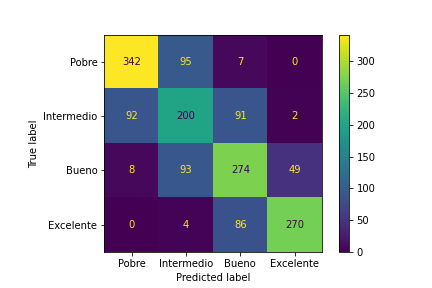 Pobre 342 95 7 0
Intermedio 92 200 91 2
Bueno 8 93 274 49
Excelente 0 4 86 270
Pobre Intermedio Bueno Excelente
Predicted label
True label
300
250
200
150
100
50
0